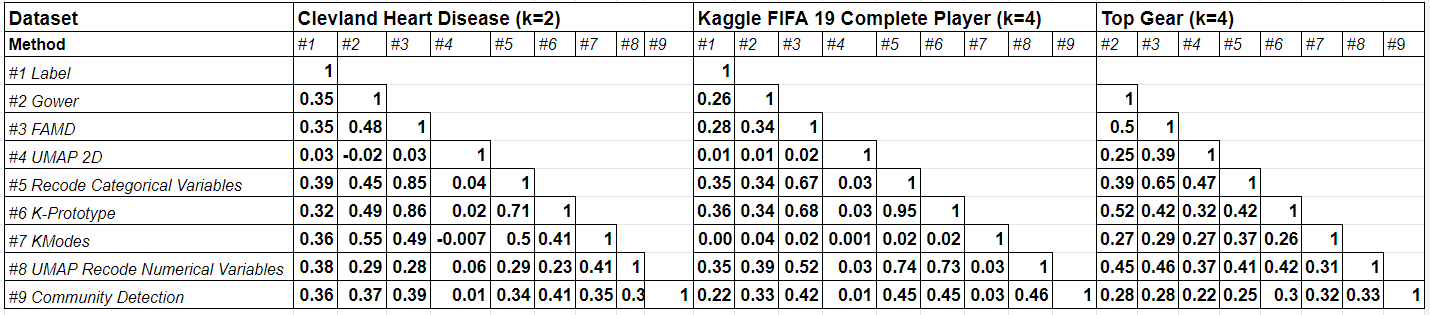 Dataset Clevland Heart Disease (k=2) Kaggle FIFA 19 Complete Player (k=4) Top Gear (k=4)
Method #1 #2 #3 #4 #5 #6 #7 #8 #9 #1 #2 #3 #4 #5 #6 #7 #8 #9 #2 #3 #4 #5 #6 #7 #8 #9
#1 Label 1 1
#2 Gower 0.35 1 0.26 1 1
#3 FAMD 0.35 0.48 1 0.28 0.34 1 0.5 1
#4 UMAP 2D 0.03 -0.02 0.03 1 0.01 0.01 0.02 1 0.25 0.39 1
#5 Recode Categorical Variables 0.39 0.45 0.85 0.04 1 0.35 0.34 0.67 0.03 1 0.39 0.65 0.47 1
#6 K-Prototype 0.32 0.49 0.86 0.02 0.71 1 0.36 0.34 0.68 0.03 0.95 1 0.52 0.42 0.32 0.42 1
#7 KModes 0.36 0.55 0.49 -0.007 0.5 0.41 1 0.00 0.04 0.02 0.001 0.02 0.02 1 0.27 0.29 0.27 0.37 0.26 1
#8 UMAP Recode Numerical Variables 0.38 0.29 0.28 0.06 0.29 0.23 0.41 1 0.35 0.39 0.52 0.03 0.74 0.73 0.03 1 0.45 0.46 0.37 0.41 0.42 0.31 1
#9 Community Detection 0.36 0.37 0.39 0.01 0.34 0.41 0.35 0.3 1 0.22 0.33 0.42 0.01 0.45 0.45 0.03 0.46 1 0.28 0.28 0.22 0.25 0.3 0.32 0.33 1